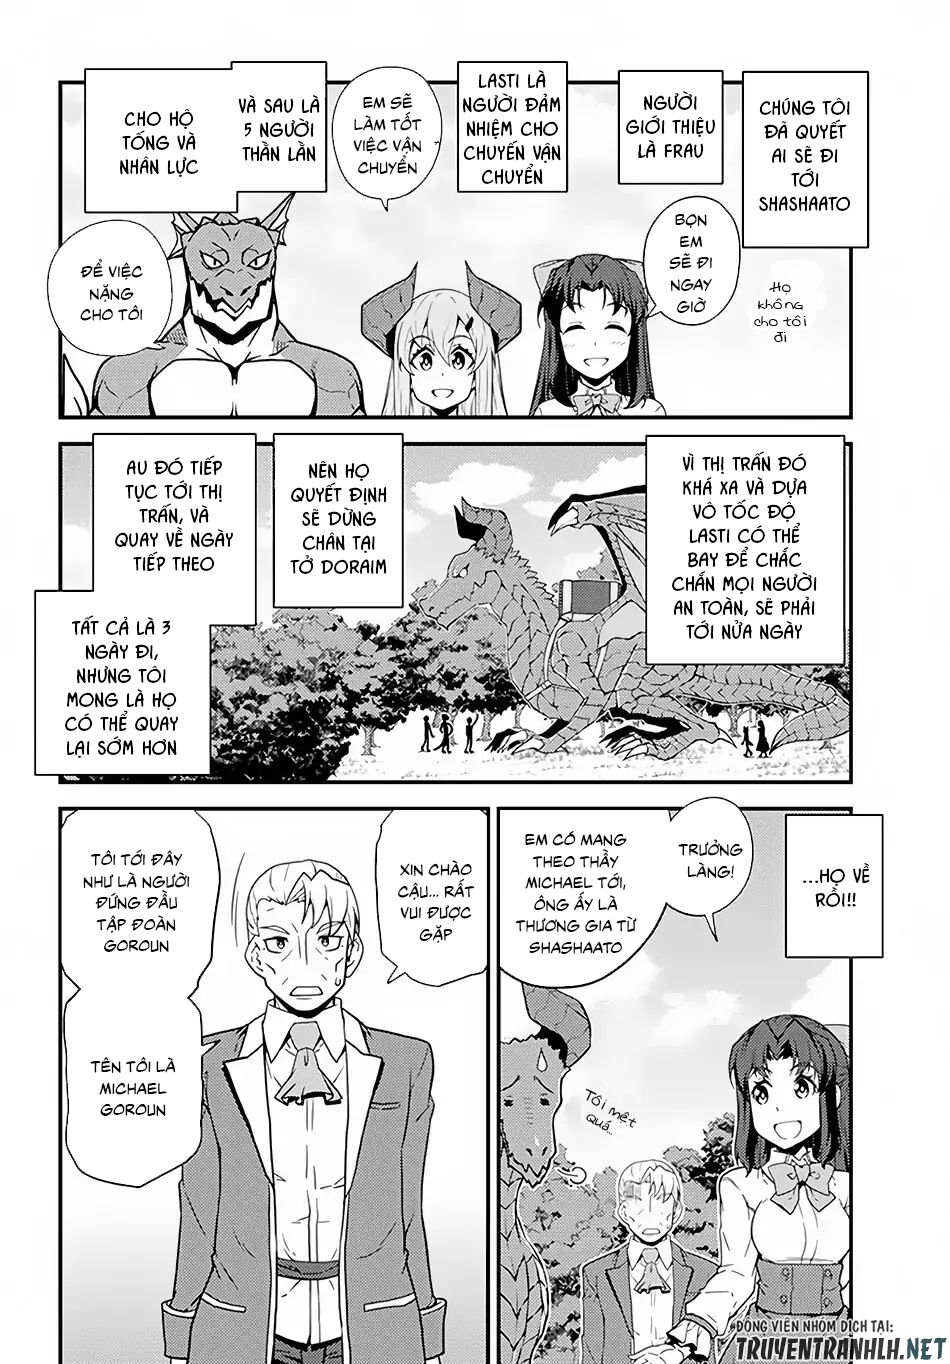 CHÚNG TÔI
ĐÃ QUYẾT
AI SẼ ĐI
TỚI
SHASHAATO
NGƯỜI
GIỚI THIỆU
LÀ FRAU
BỌN
EM
SẼ ĐI
NGAY
GIỜ
Họ
không
cho tôi
đi
LASTI LÀ
NGƯỜI ĐẢM
NHIỆM CHO
CHUYẾN VẬN
CHUYỂN
EM SẼ
LÀM TỐT
VIỆC VẬN
CHUYỂN
VÀ SAU LÀ
5 NGƯỜI
THẦN LẰN
CHO HỘ
TỐNG VÀ
NHÂN LỰC
ĐỂ VIỆC
NẶNG
CHO TÔI
VÌ THỊ TRẤN ĐÓ
KHÁ XA VÀ DỰA
VÔ TỐC ĐỘ
LASTI CÓ THỂ
BAY ĐỂ CHẮC
CHẮN MỌI NGƯỜI
AN TOÀN, SẼ PHẢI
TỚI NỬA NGÀY
NÊN HỌ
QUYẾT ĐỊNH
SẼ DỪNG
CHÂN TẠI
TỞ DORAIM
AU ĐÓ TIẾP
TỤC TỚI THỊ
TRẤN, VÀ
QUAY VỀ NGÀY
TIẾP THEO
TẤT CẢ LÀ 3
NGÀY ĐI,
NHƯNG TÔI
MONG LÀ HỌ
CÓ THỂ QUAY
LẠI SỚM HƠN
...HỌ VỀ
RỒI!!
TRƯỞNG
LÀNG!
EM CÓ MANG
THEO THẦY
MICHAEL TỚI,
ÔNG ẤY LÀ
THƯƠNG GIA TỪ
SHASHAATO
Tôi mệt
quá...
XIN CHÀO
CẬU... RẤT
VUI ĐƯỢC
GẶP
TÔI TỚI ĐÂY
NHƯ LÀ NGƯỜI
ĐỨNG ĐẦU
TẬP ĐOÀN
GOROUN
TÊN TÔI LÀ
MICHAEL
GOROUN
ĐỘNG VIÊN NHÓM DỊCH TẠI:
TRUYENTRANHLH.NET